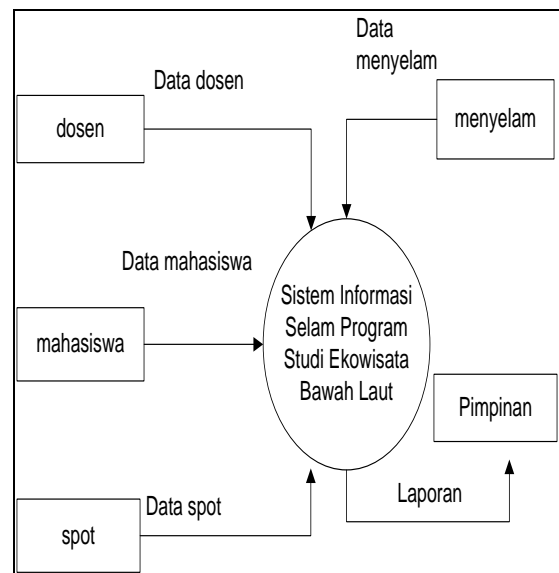 Data
menyelam
Data dosen
dosen
menyelam
Data mahasiswa
mahasiswa
Sistem Informasi
Selam Program
Studi Ekowisata
Bawah Laut
Pimpinan
Data spot
Laporan
spot